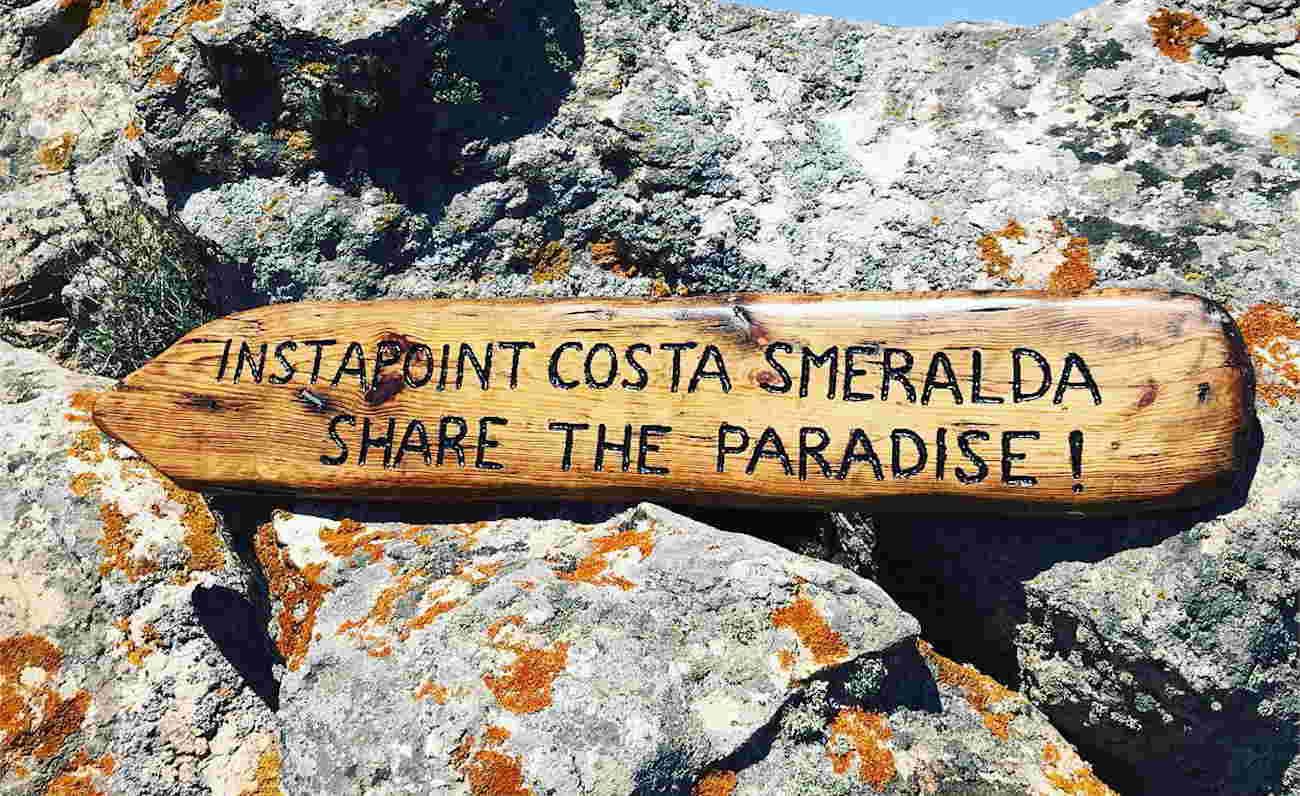 INSTAPOINT COSTA SMERALDA
SHARE THE PARADISE !